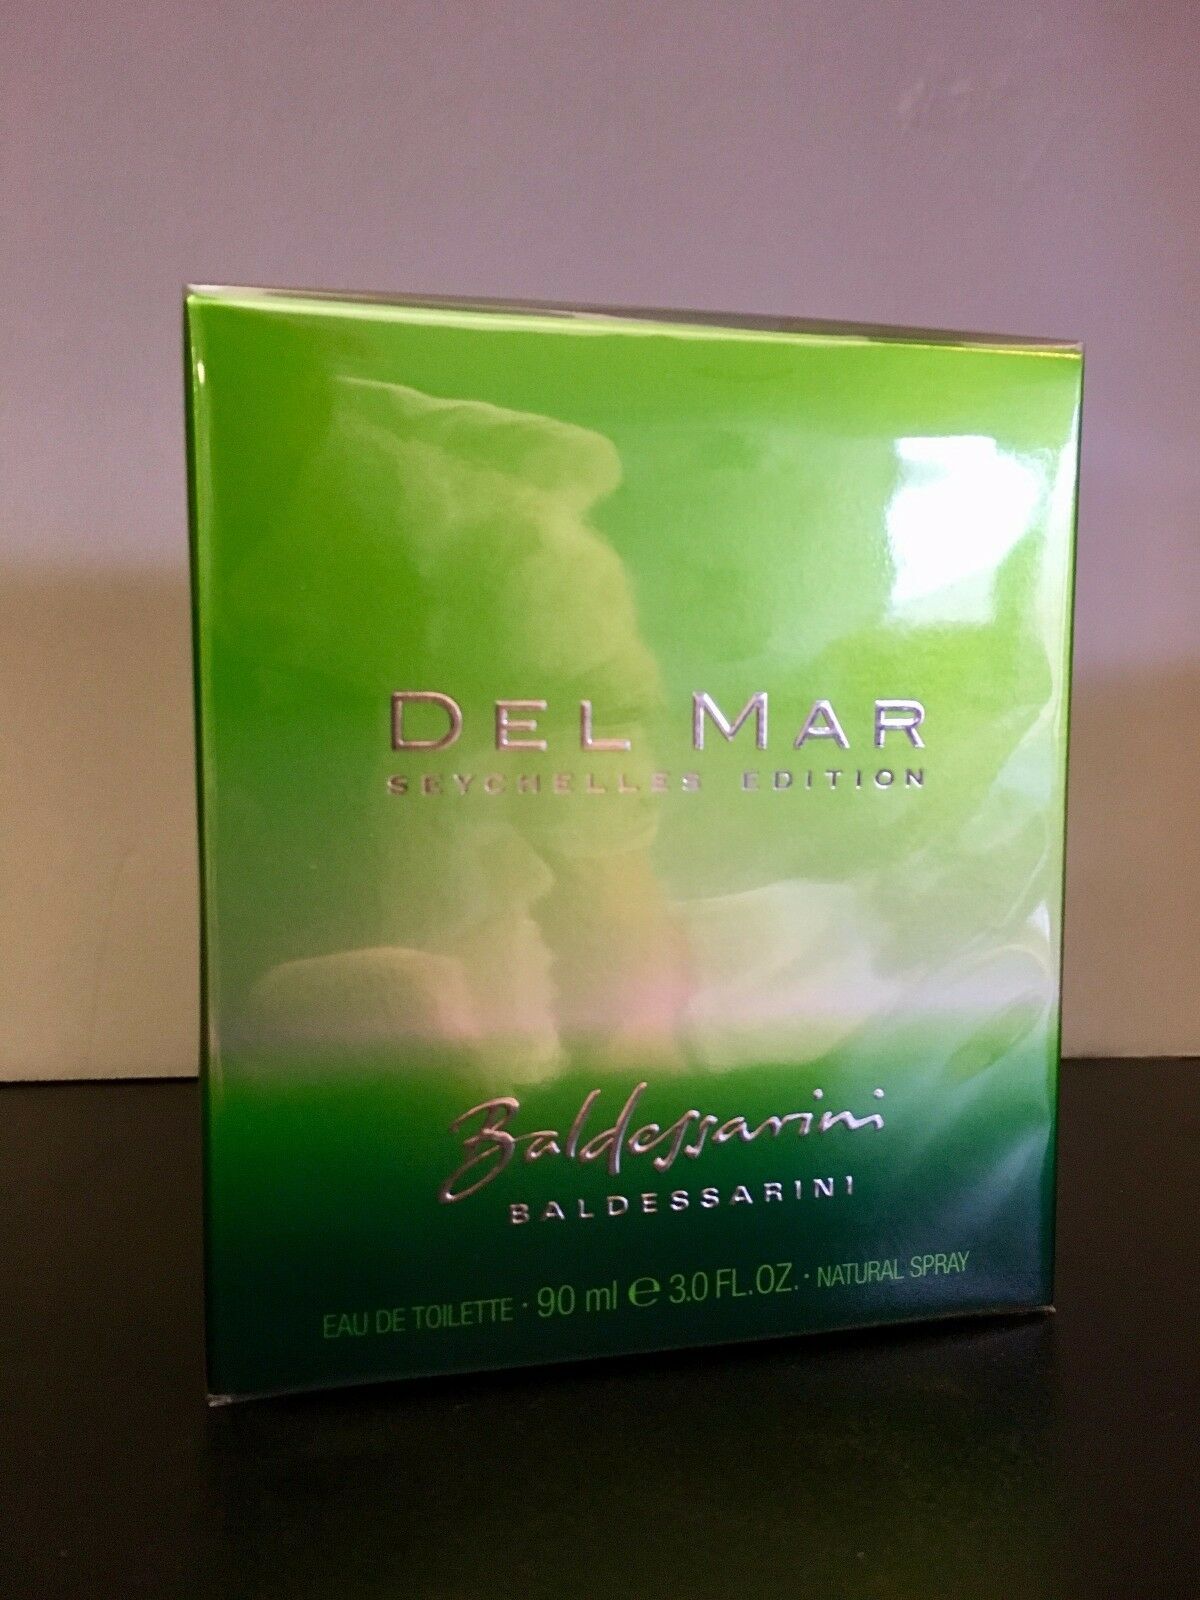 DEL MAR
SEYCHELLES EDITION
Baldessarini
BALDESSARINI
EAU DE TOILETTE · 90 ml ℮ 3.0 FL.OZ. · NATURAL SPRAY